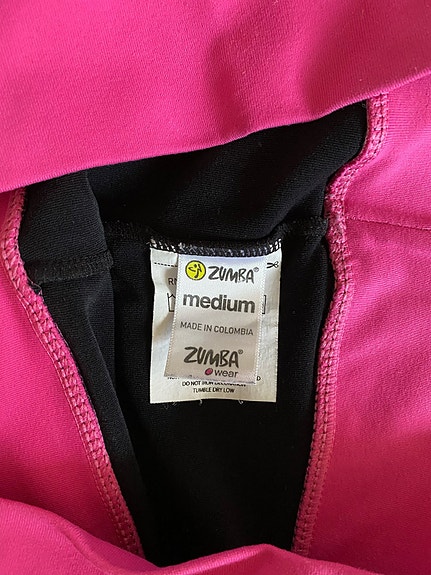 ZUMBA®
medium
MADE IN COLOMBIA
ZUMBA®
wear
DO NOT IRON
TUMBLE DRY LOW